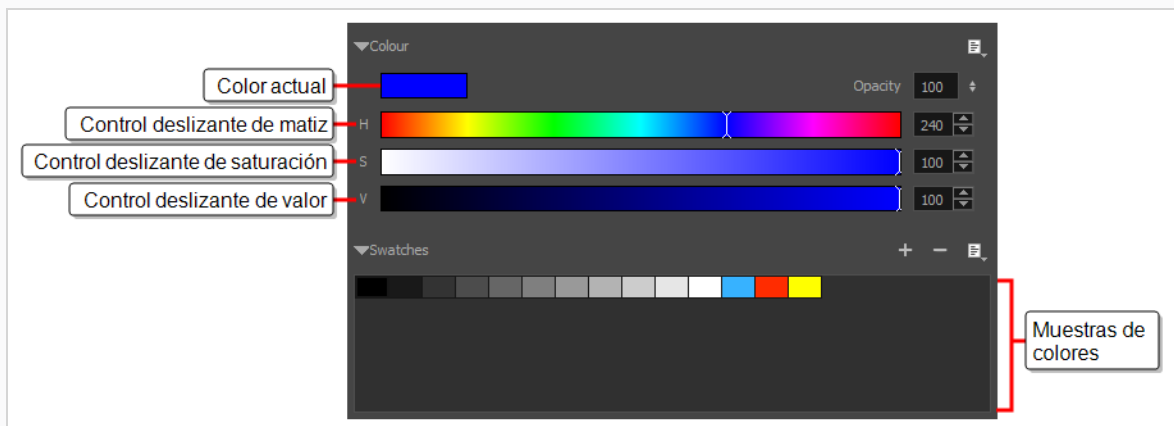 Colour
Color actual
Opacity 100
Control deslizante de matiz
H 240
Control deslizante de saturación
S 100
Control deslizante de valor
V 100
Swatches
Muestras de
colores